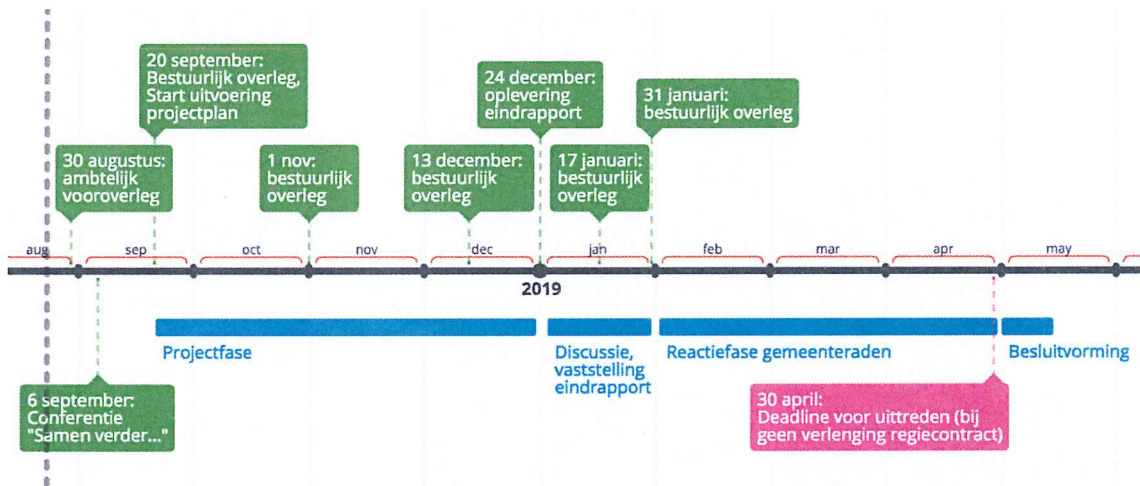 20 september:
Bestuurlijk overleg,
Start uitvoering
projectplan
24 december:
oplevering
eindrapport
31 januari:
bestuurlijk overleg
30 augustus:
ambtelijk
vooroverleg
1 nov:
bestuurlijk
overleg
13 december:
bestuurlijk
overleg
17 januari:
bestuurlijk
overleg
aug
sep
oct
nov
dec
jan
feb
mar
apr
may
2019
Projectfase
Discussie,
vaststelling
eindrapport
Reactiefase gemeenteraden
Besluitvorming
6 september:
Conferentie
"Samen verder..."
30 april:
Deadline voor uittreden (bij
geen verlenging regiecontract)